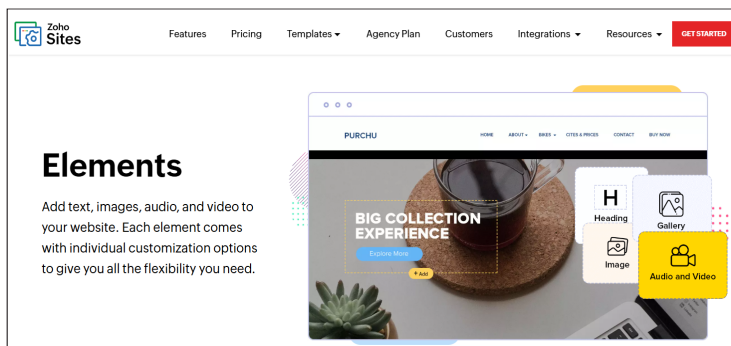 Zoho
Sites
Features
Pricing
Templates
Agency Plan
Customers
Integrations
Resources
GET STARTED
Elements
Add text, images, audio, and video to
your website. Each element comes
with individual customization options
to give you all the flexibility you need.
PURCHU
HOME
ABOUT
BIKES
CITES & PRICES
CONTACT
BUY NOW
BIG COLLECTION
EXPERIENCE
Explore More
+ Add
H
Heading
Gallery
Image
Audio and Video